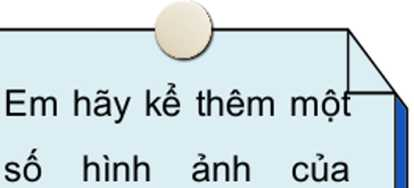 Em hãy kể thêm một
số hình ảnh của